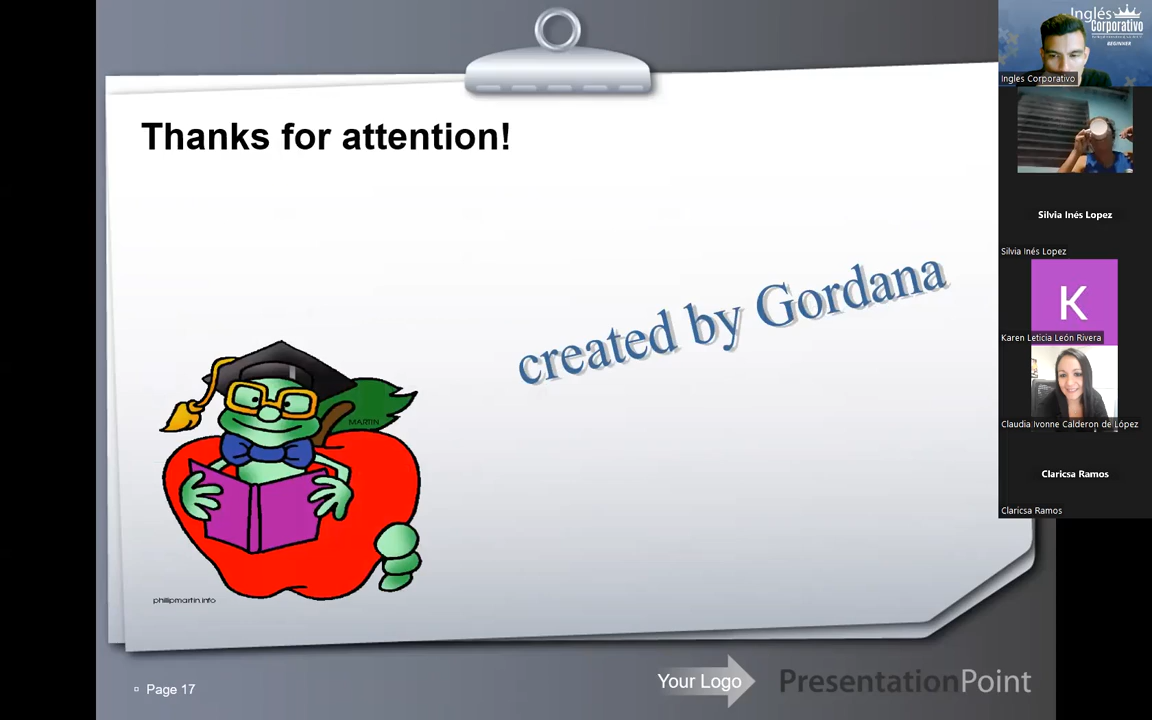 Thanks for attention!
created by Gordana
MARTIN
phillipmartin.info
Page 17
Your Logo
PresentationPoint
Inglés
Corporativo
BEGINNER
Ingles Corporativo
Silvia Inés Lopez
Silvia Inés Lopez
K
Karen Leticia León Rivera
Claudia Ivonne Calderon de López
Claricsa Ramos
Claricsa Ramos